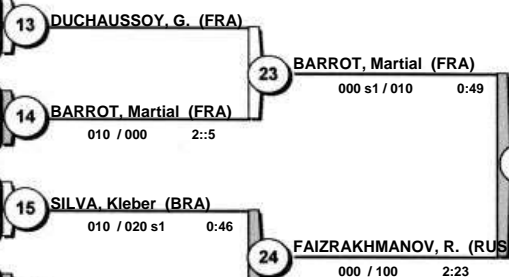 13 DUCHAUSSOY, G. (FRA)
23 BARROT, Martial (FRA)
000 s1 / 010 0:49
14 BARROT, Martial (FRA)
010 / 000 2::5
15 SILVA, Kleber (BRA)
010 / 020 s1 0:46
24 FAIZRAKHMANOV, R. (RUS
000 / 100 2:23